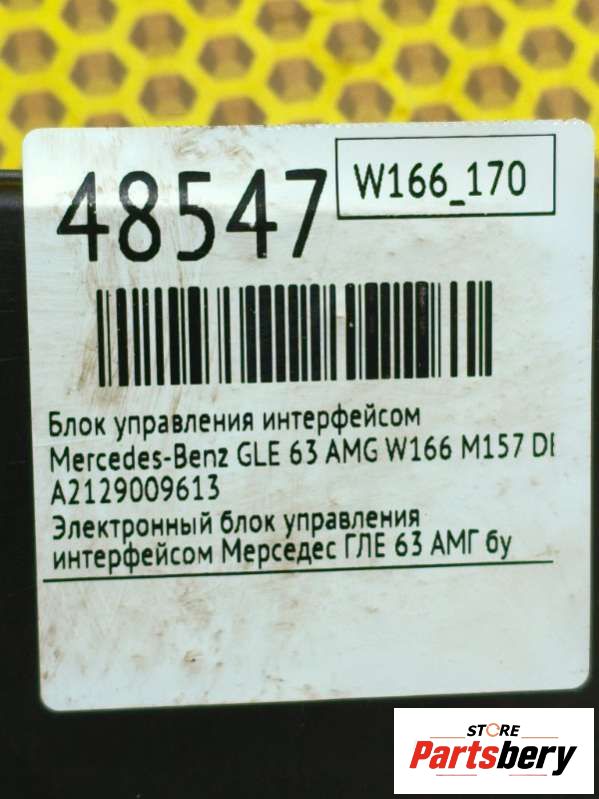 48547
W166_170
Блок управления интерфейсом
Mercedes-Benz GLE 63 AMG W166 M157 DE
A2129009613
Электронный блок управления
интерфейсом Мерседес ГЛЕ 63 АМГ бу
STORE
Partsbery